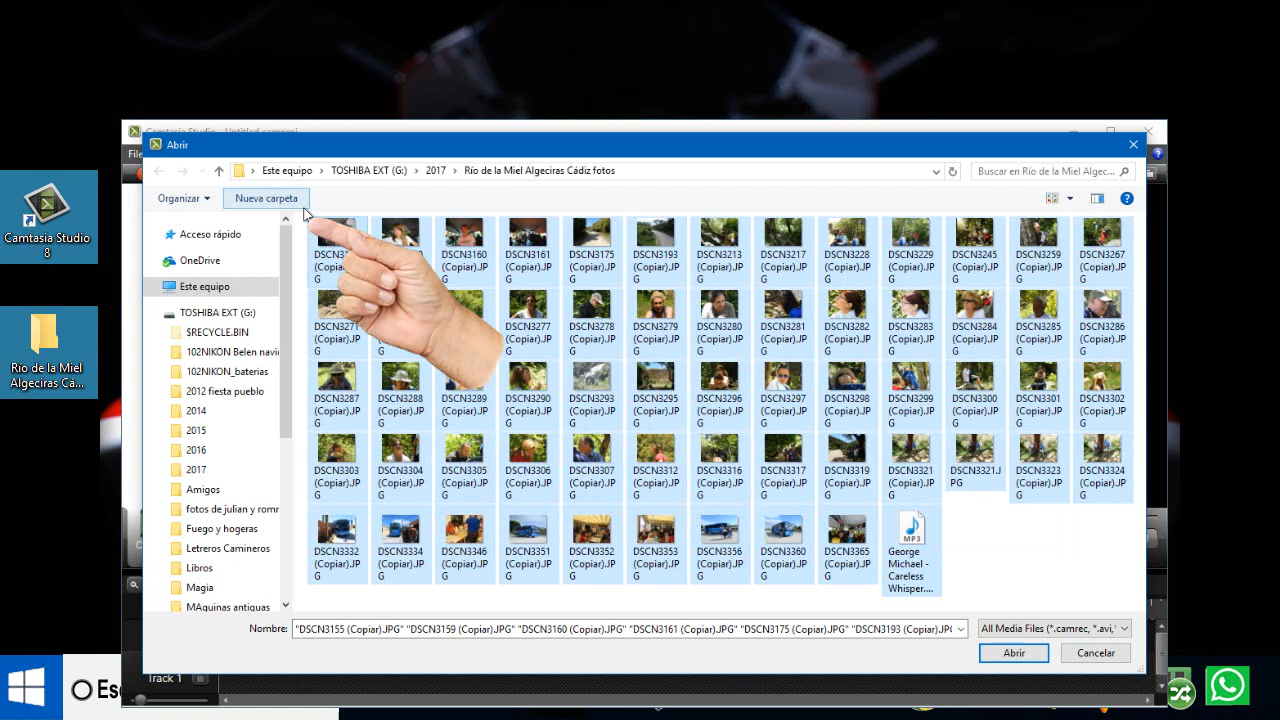 Abrir
Este equipo
TOSHIBA EXT (G:)
2017
Río de la Miel Algeciras Cádiz fotos
Buscar en Río de la Miel Algec...
Organizar
Nueva carpeta
Camtasia Studio
8
Río de la Miel
Algeciras Cá...
Acceso rápido
OneDrive
Este equipo
TOSHIBA EXT (G:)
$RECYCLE.BIN
102NIKON Belen navi
102NIKON_baterias
2012 fiesta pueblo
2014
2015
2016
2017
Amigos
fotos de julian y rom
Fuego y hogeras
Letreros Camineros
Libros
Magia
MAquinas antiguas
DSCN3160 (Copiar).JPG
DSCN3161 (Copiar).JPG
DSCN3175 (Copiar).JPG
DSCN3193 (Copiar).JPG
DSCN3213 (Copiar).JPG
DSCN3217 (Copiar).JPG
DSCN3228 (Copiar).JPG
DSCN3229 (Copiar).JPG
DSCN3245 (Copiar).JPG
DSCN3259 (Copiar).JPG
DSCN3267 (Copiar).JPG
DSCN3271
DSCN3277 (Copiar).JPG
DSCN3278 (Copiar).JPG
DSCN3279 (Copiar).JPG
DSCN3280 (Copiar).JPG
DSCN3281 (Copiar).JPG
DSCN3282 (Copiar).JPG
DSCN3283 (Copiar).JPG
DSCN3284 (Copiar).JPG
DSCN3285 (Copiar).JPG
DSCN3286 (Copiar).JPG
DSCN3287 (Copiar).JPG
DSCN3288 (Copiar).JPG
DSCN3289 (Copiar).JPG
DSCN3290 (Copiar).JPG
DSCN3293 (Copiar).JPG
DSCN3295 (Copiar).JPG
DSCN3296 (Copiar).JPG
DSCN3297 (Copiar).JPG
DSCN3298 (Copiar).JPG
DSCN3299 (Copiar).JPG
DSCN3300 (Copiar).JPG
DSCN3301 (Copiar).JPG
DSCN3302 (Copiar).JPG
DSCN3303 (Copiar).JPG
DSCN3304 (Copiar).JPG
DSCN3305 (Copiar).JPG
DSCN3306 (Copiar).JPG
DSCN3307 (Copiar).JPG
DSCN3312 (Copiar).JPG
DSCN3316 (Copiar).JPG
DSCN3317 (Copiar).JPG
DSCN3319 (Copiar).JPG
DSCN3321 (Copiar).JPG
DSCN3321.JPG
DSCN3323 (Copiar).JPG
DSCN3324 (Copiar).JPG
DSCN3332 (Copiar).JPG
DSCN3334 (Copiar).JPG
DSCN3346 (Copiar).JPG
DSCN3351 (Copiar).JPG
DSCN3352 (Copiar).JPG
DSCN3353 (Copiar).JPG
DSCN3356 (Copiar).JPG
DSCN3360 (Copiar).JPG
DSCN3365 (Copiar).JPG
MP3
George
Michael -
Careless
Whisper....
Nombre:
"DSCN3155 (Copiar).JPG" "DSCN3159 (Copiar).JPG" "DSCN3160 (Copiar).JPG" "DSCN3161 (Copiar).JPG" "DSCN3175 (Copiar).JPG" "DSCN3193 (Copiar).JPG
All Media Files (*.camrec, *.avi,
Abrir
Cancelar
Track 1